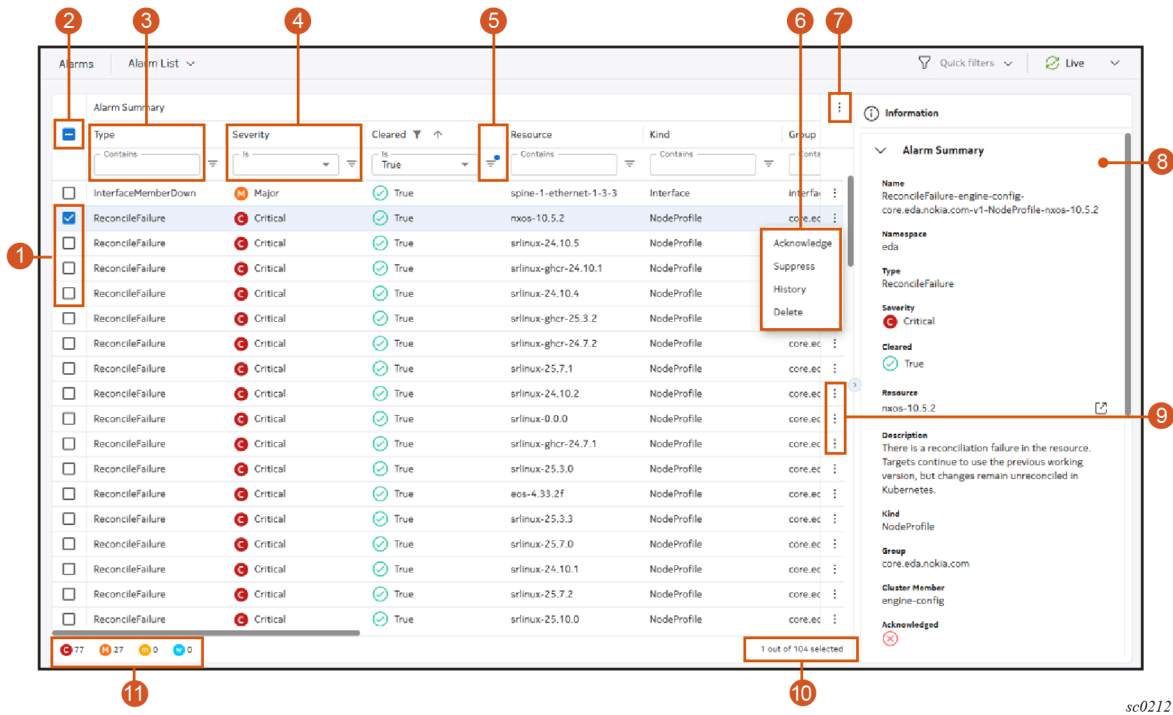 2 3 4 5 6 7
Alarms Alarm List Quick filters Live
Alarm Summary
Information
Type Severity Cleared Resource Kind Group
Contains Is Is True Contains Contains Conta
InterfaceMemberDown M Major True spine-1-ethernet-1-3-3 Interface interfa
ReconcileFailure C Critical True nxos-10.5.2 NodeProfile core.ec
ReconcileFailure C Critical True srlinux-24.10.5 NodeProfile
ReconcileFailure C Critical True srlinux-ghcr-24.10.1 NodeProfile
ReconcileFailure C Critical True srlinux-24.10.4 NodeProfile
ReconcileFailure C Critical True srlinux-ghcr-25.3.2 NodeProfile
ReconcileFailure C Critical True srlinux-ghcr-24.7.2 NodeProfile core.ec
ReconcileFailure C Critical True srlinux-25.7.1 NodeProfile core.ec
ReconcileFailure C Critical True srlinux-24.10.2 NodeProfile core.ec
ReconcileFailure C Critical True srlinux-0.0.0 NodeProfile core.ec
ReconcileFailure C Critical True srlinux-ghcr-24.7.1 NodeProfile core.ec
ReconcileFailure C Critical True srlinux-25.3.0 NodeProfile core.ec
ReconcileFailure C Critical True eos-4.33.2f NodeProfile core.ec
ReconcileFailure C Critical True srlinux-25.3.3 NodeProfile core.ec
ReconcileFailure C Critical True srlinux-25.7.0 NodeProfile core.ec
ReconcileFailure C Critical True srlinux-24.10.1 NodeProfile core.ec
ReconcileFailure C Critical True srlinux-25.7.2 NodeProfile core.ec
ReconcileFailure C Critical True srlinux-25.10.0 NodeProfile core.ec
Acknowledge
Suppress
History
Delete
1
C 77 M 27 m 0 w 0
1 out of 104 selected
Alarm Summary
8
Name
ReconcileFailure-engine-config-
core.eda.nokia.com-v1-NodeProfile-nxos-10.5.2
Namespace
eda
Type
ReconcileFailure
Severity
C Critical
Cleared
True
Resource
nxos-10.5.2
9
Description
There is a reconciliation failure in the resource.
Targets continue to use the previous working
version, but changes remain unreconciled in
Kubernetes.
Kind
NodeProfile
Group
core.eda.nokia.com
Cluster Member
engine-config
Acknowledged
11 10
sc0212